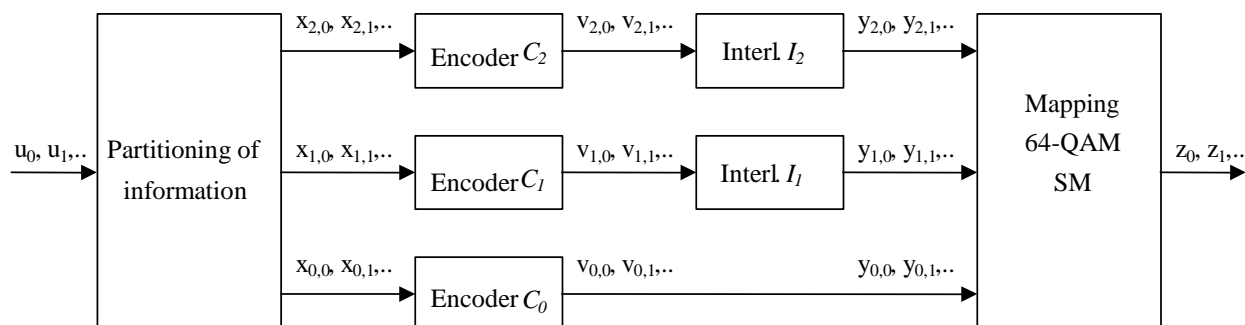 x2,0, x2,1,..
Encoder C2
v2,0, v2,1,..
Interl. I2
y2,0, y2,1,..
u0, u1,..
Partitioning of
information
x1,0, x1,1,..
Encoder C1
v1,0, v1,1,..
Interl. I1
y1,0, y1,1,..
Mapping
64-QAM
SM
z0, z1,..
x0,0, x0,1,..
Encoder C0
v0,0, v0,1,..
y0,0, y0,1,..